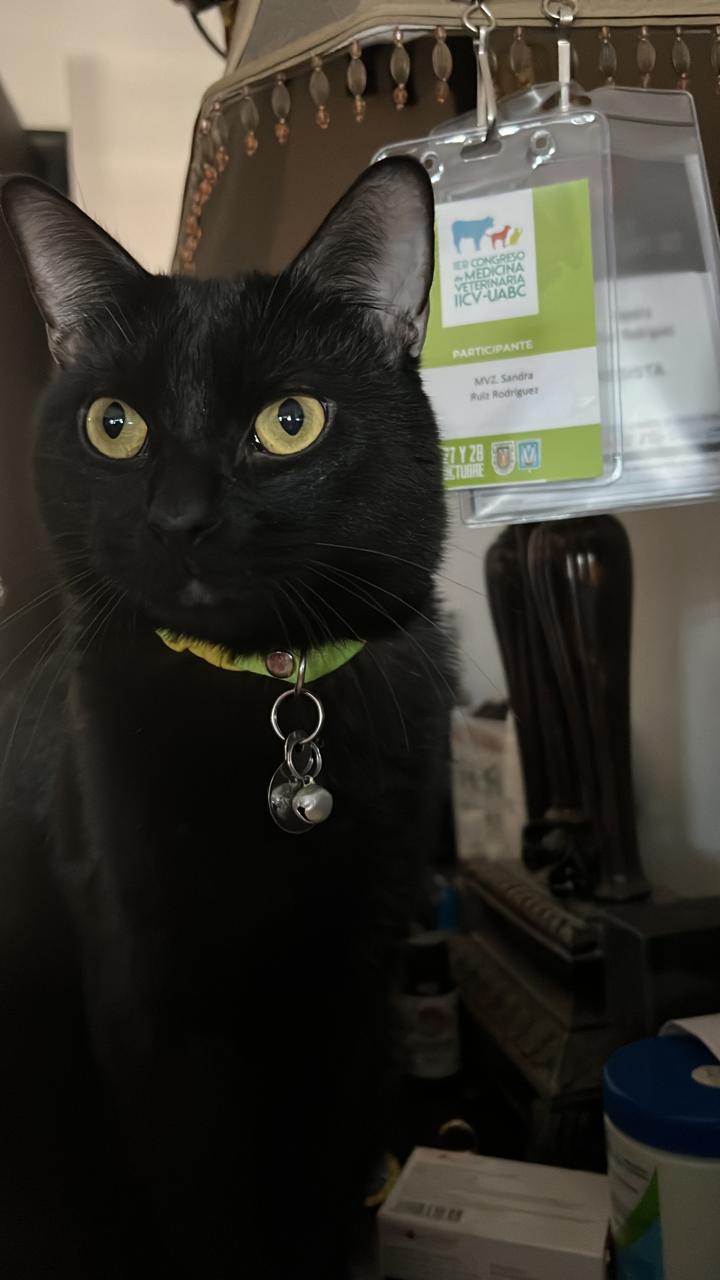 1ER CONGRESO
de MEDICINA
VETERINARIA
IICV-UABC
PARTICIPANTE
MVZ. Sandra
Ruiz Rodriguez
27 Y 28
OCTUBRE